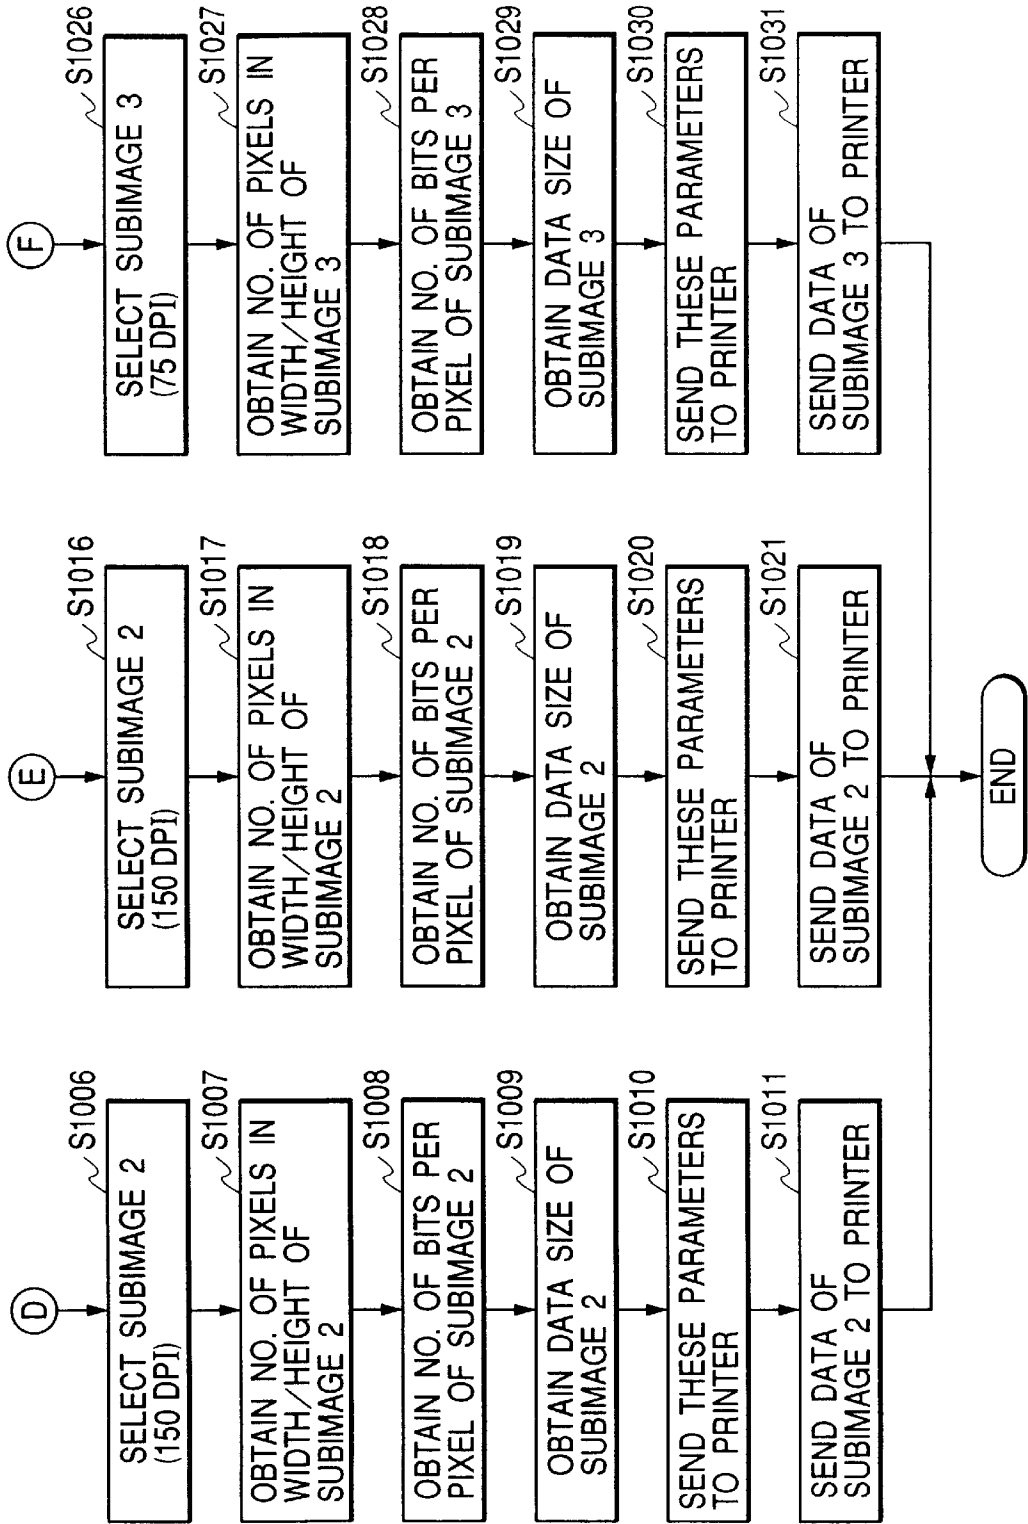 D
S1006
SELECT SUBIMAGE 2
(150 DPI)
S1007
OBTAIN NO. OF PIXELS IN
WIDTH/HEIGHT OF
SUBIMAGE 2
S1008
OBTAIN NO. OF BITS PER
PIXEL OF SUBIMAGE 2
S1009
OBTAIN DATA SIZE OF
SUBIMAGE 2
S1010
SEND THESE PARAMETERS
TO PRINTER
S1011
SEND DATA OF
SUBIMAGE 2 TO PRINTER
E
S1016
SELECT SUBIMAGE 2
(150 DPI)
S1017
OBTAIN NO. OF PIXELS IN
WIDTH/HEIGHT OF
SUBIMAGE 2
S1018
OBTAIN NO. OF BITS PER
PIXEL OF SUBIMAGE 2
S1019
OBTAIN DATA SIZE OF
SUBIMAGE 2
S1020
SEND THESE PARAMETERS
TO PRINTER
S1021
SEND DATA OF
SUBIMAGE 2 TO PRINTER
F
S1026
SELECT SUBIMAGE 3
(75 DPI)
S1027
OBTAIN NO. OF PIXELS IN
WIDTH/HEIGHT OF
SUBIMAGE 3
S1028
OBTAIN NO. OF BITS PER
PIXEL OF SUBIMAGE 3
S1029
OBTAIN DATA SIZE OF
SUBIMAGE 3
S1030
SEND THESE PARAMETERS
TO PRINTER
S1031
SEND DATA OF
SUBIMAGE 3 TO PRINTER
END